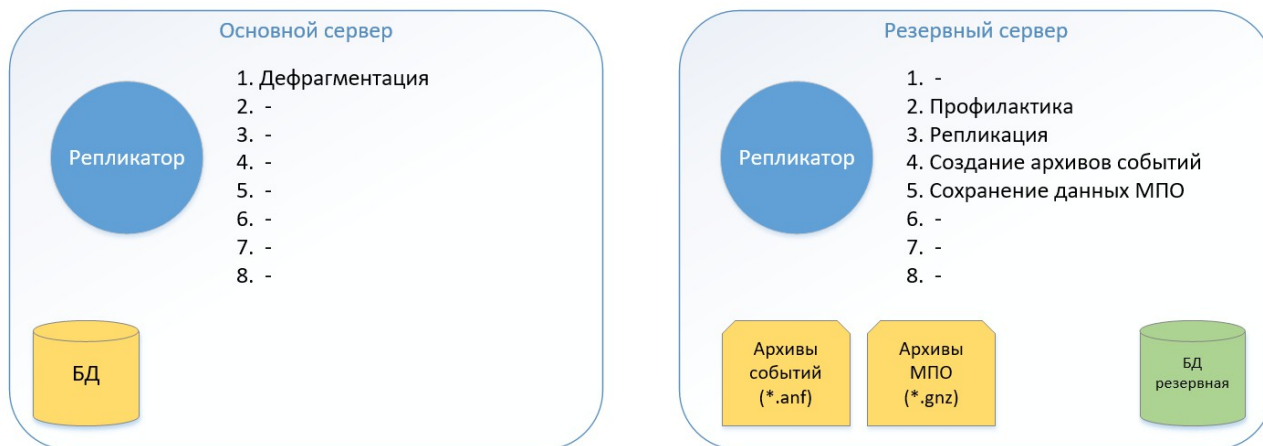 Основной сервер
Репликатор
1. Дефрагментация
2. -
3. -
4. -
5. -
6. -
7. -
8. -
БД
Резервный сервер
Репликатор
1. -
2. Профилактика
3. Репликация
4. Создание архивов событий
5. Сохранение данных МПО
6. -
7. -
8. -
Архивы
событий
(*.anf)
Архивы
МПО
(*.gnz)
БД
резервная